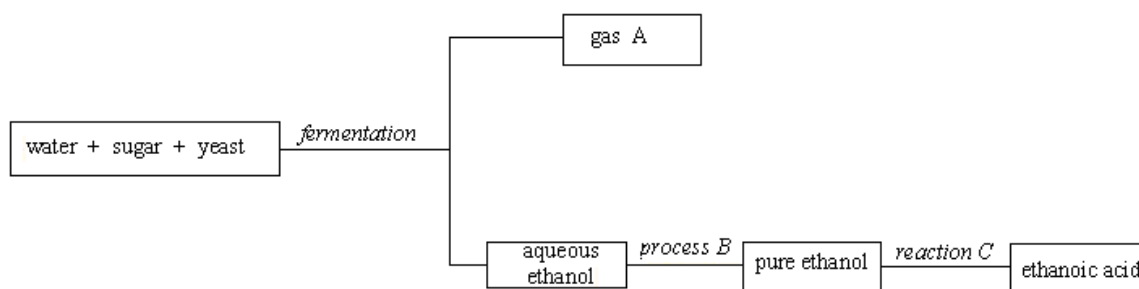 gas A
water + sugar + yeast
fermentation
aqueous
ethanol
process B
pure ethanol
reaction C
ethanoic acid